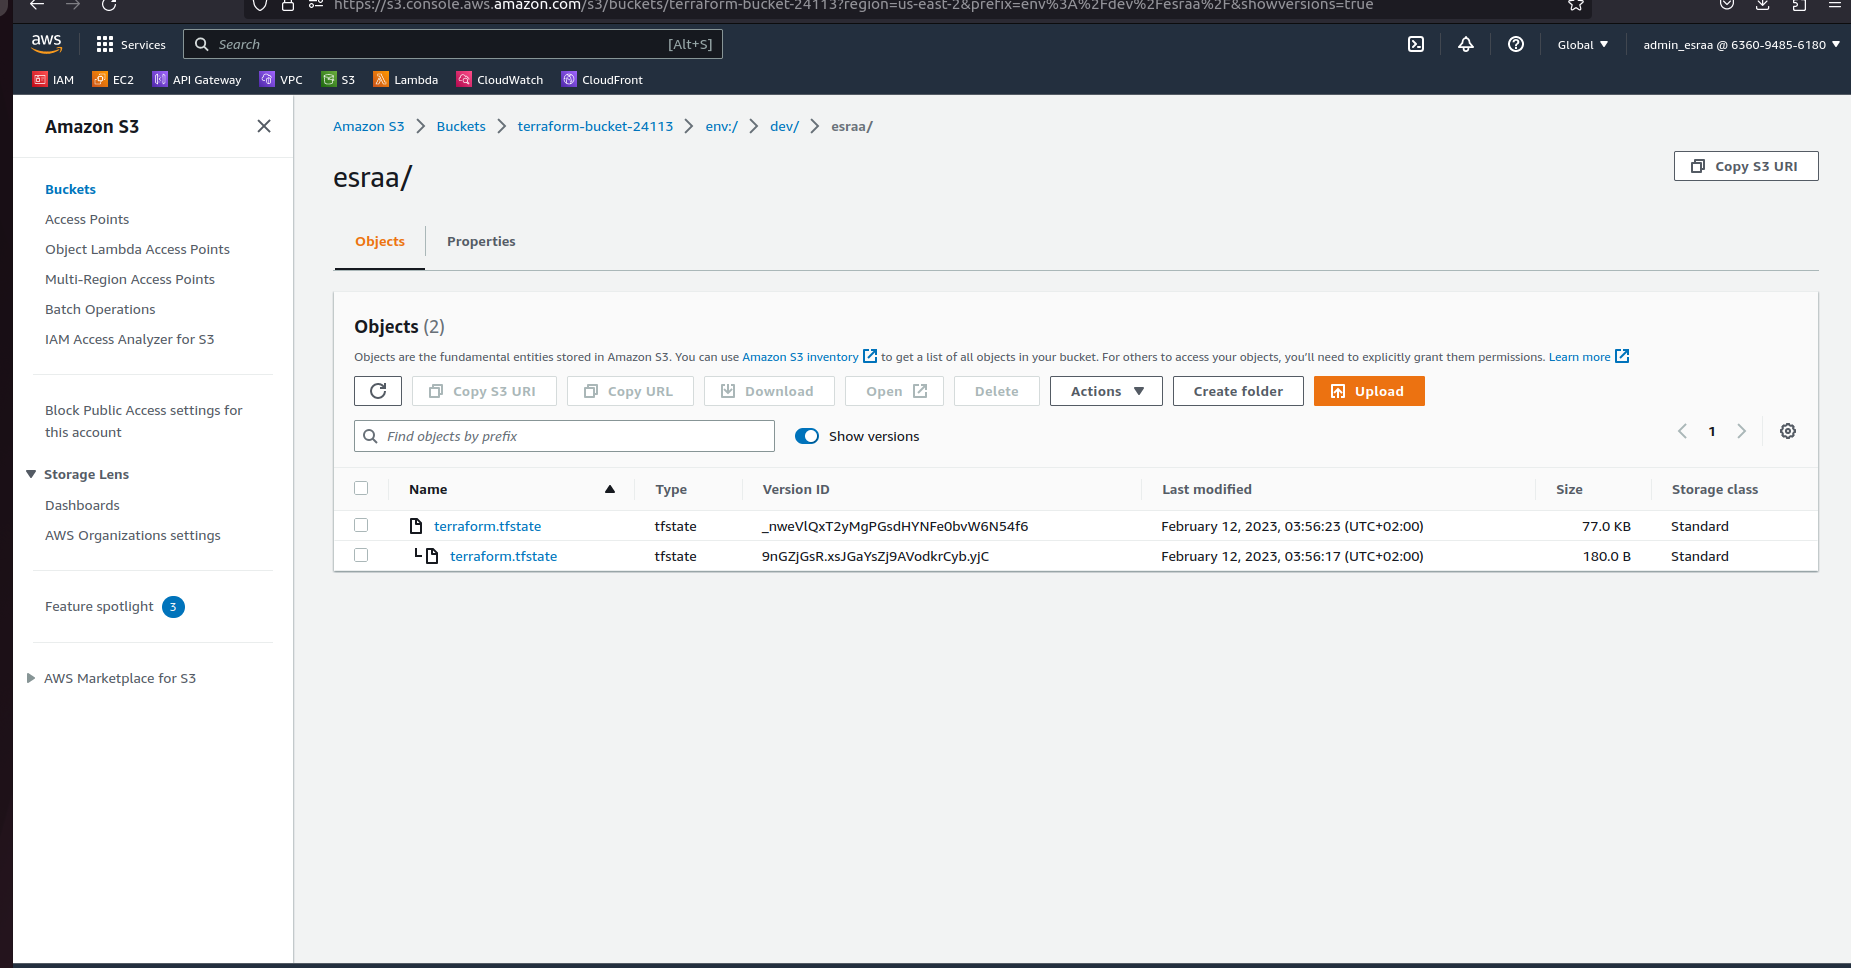 https://s3.console.aws.amazon.com/s3/buckets/terraform-bucket-24113?region=us-east-2&prefix=env%3A%2Fdev%2Fesraa%2F&showversions=true
aws Services Search [Alt+S] Global admin_esraa @ 6360-9485-6180
IAM EC2 API Gateway VPC S3 Lambda CloudWatch CloudFront
Amazon S3
Buckets
Access Points
Object Lambda Access Points
Multi-Region Access Points
Batch Operations
IAM Access Analyzer for S3
Block Public Access settings for
this account
Storage Lens
Dashboards
AWS Organizations settings
Feature spotlight 3
AWS Marketplace for S3
Amazon S3 Buckets terraform-bucket-24113 env:/ dev/ esraa/
esraa/
Copy S3 URI
Objects Properties
Objects (2)
Objects are the fundamental entities stored in Amazon S3. You can use Amazon S3 inventory to get a list of all objects in your bucket. For others to access your objects, you'll need to explicitly grant them permissions. Learn more
Copy S3 URI Copy URL Download Open Delete Actions Create folder Upload
Find objects by prefix Show versions 1
Name Type Version ID Last modified Size Storage class
terraform.tfstate tfstate _nweVlQxT2yMgPGsdHYNFe0bvW6N54f6 February 12, 2023, 03:56:23 (UTC+02:00) 77.0 KB Standard
terraform.tfstate tfstate 9nGZjGsR.xsJGaYsZj9AVodkrCyb.yjC February 12, 2023, 03:56:17 (UTC+02:00) 180.0 B Standard